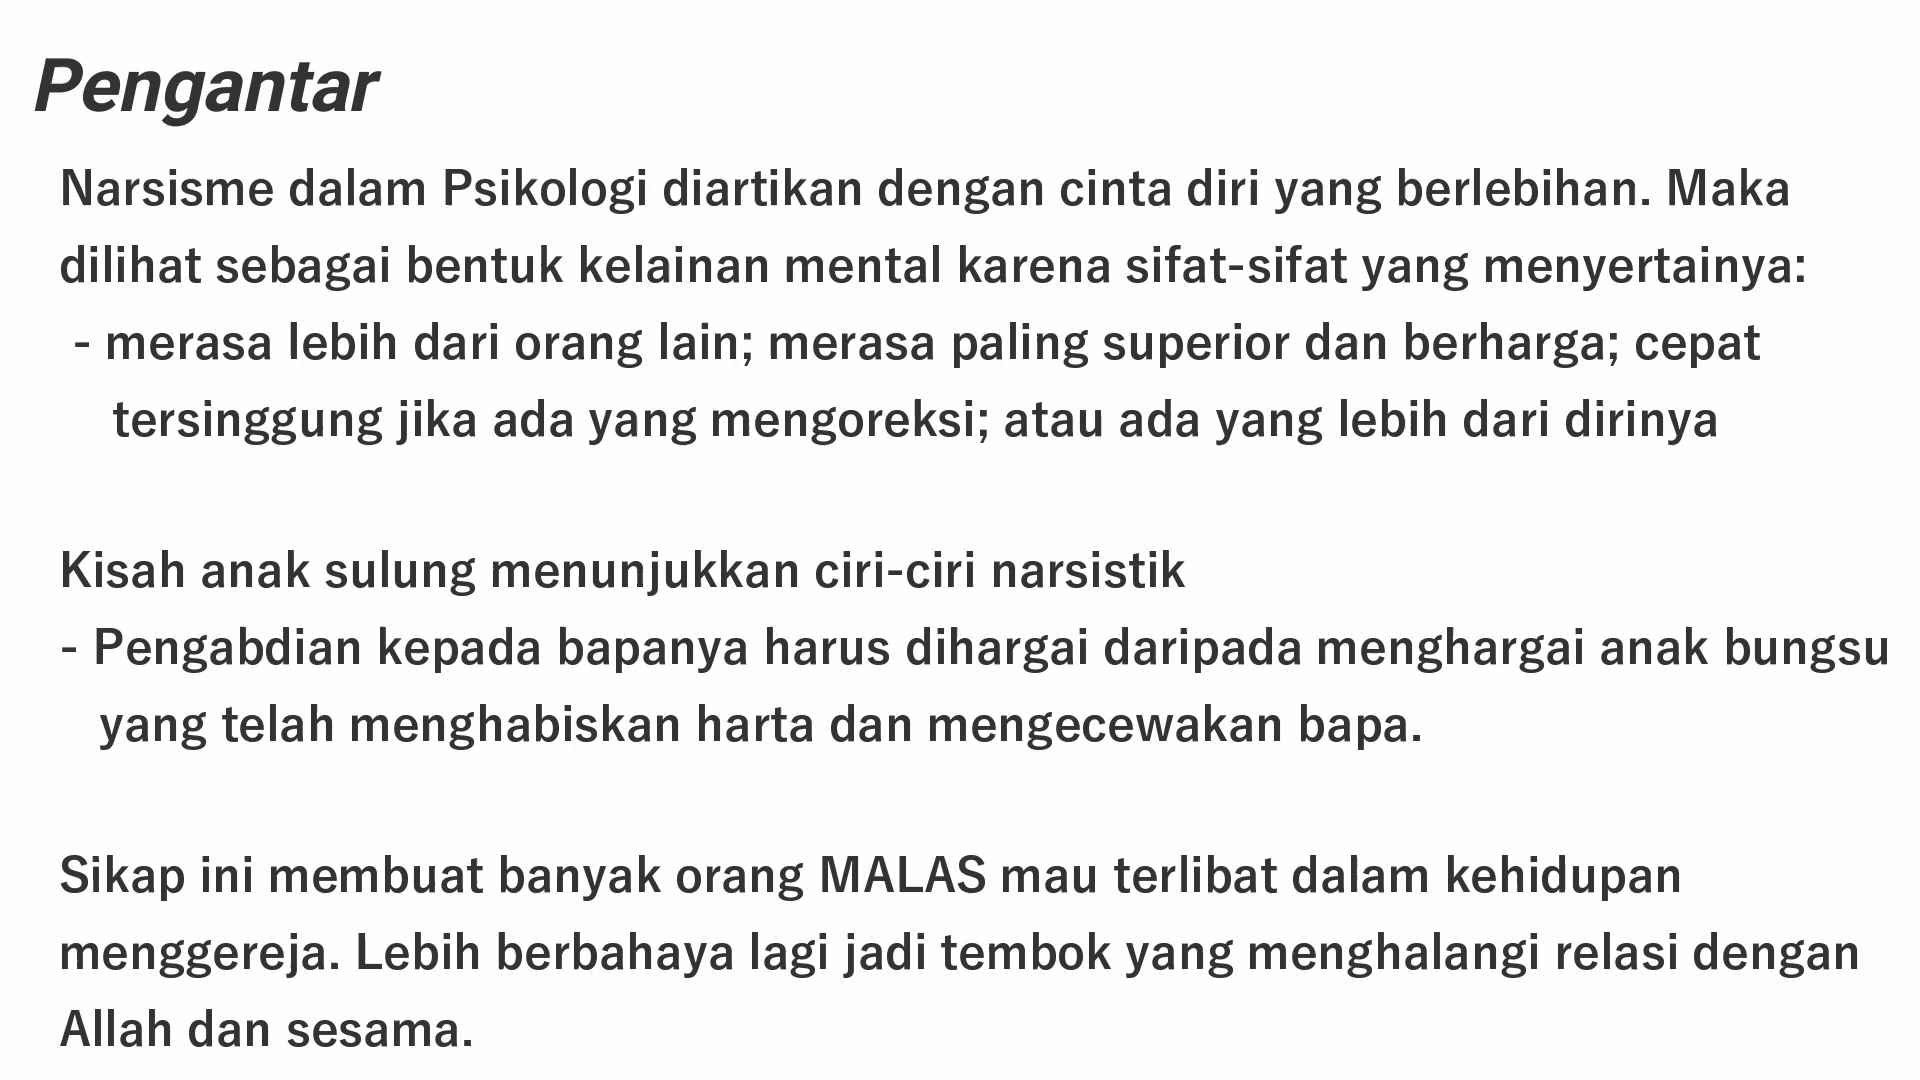 Pengantar
Narsisme dalam Psikologi diartikan dengan cinta diri yang berlebihan. Maka
dilihat sebagai bentuk kelainan mental karena sifat-sifat yang menyertainya:
- merasa lebih dari orang lain; merasa paling superior dan berharga; cepat
tersinggung jika ada yang mengoreksi; atau ada yang lebih dari dirinya
Kisah anak sulung menunjukkan ciri-ciri narsistik
- Pengabdian kepada bapanya harus dihargai daripada menghargai anak bungsu
yang telah menghabiskan harta dan mengecewakan bapa.
Sikap ini membuat banyak orang MALAS mau terlibat dalam kehidupan
menggereja. Lebih berbahaya lagi jadi tembok yang menghalangi relasi dengan
Allah dan sesama.